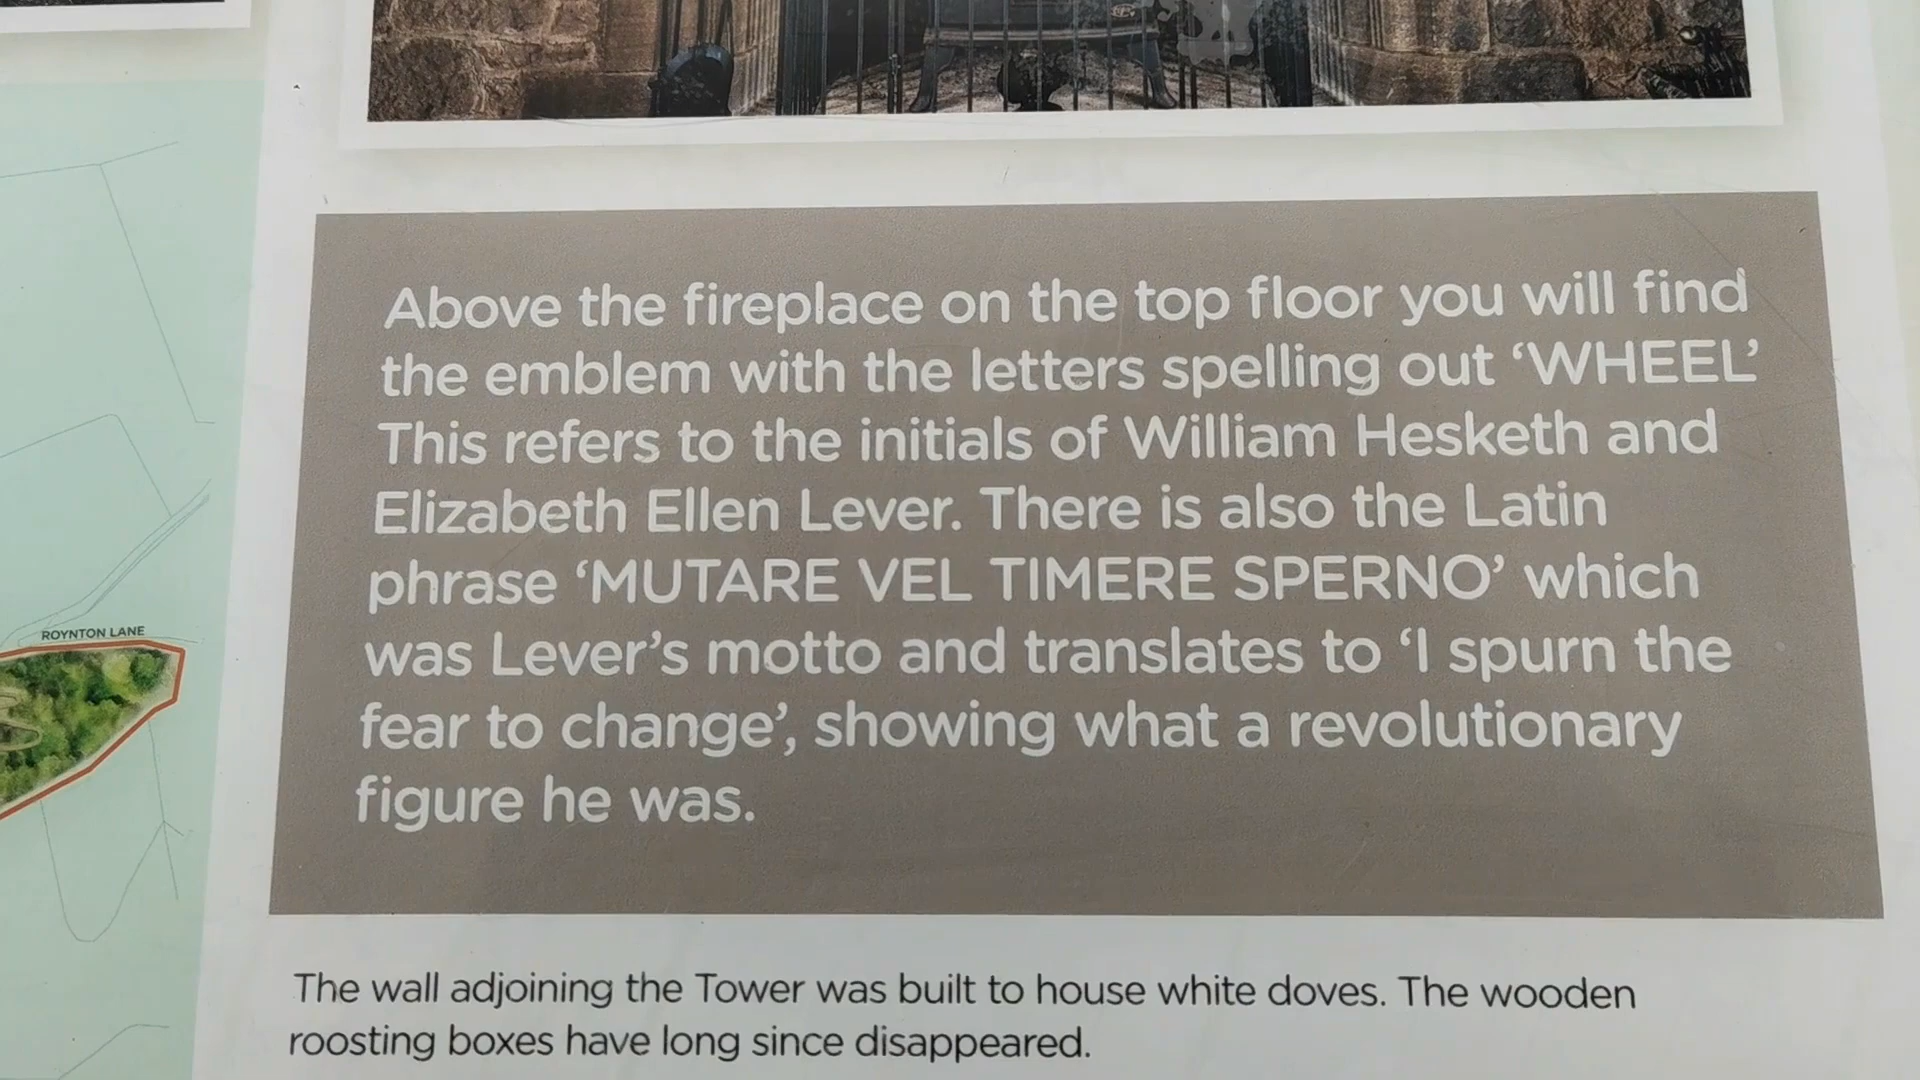 Above the fireplace on the top floor you will find
the emblem with the letters spelling out ‘WHEEL’
This refers to the initials of William Hesketh and
Elizabeth Ellen Lever. There is also the Latin
phrase ‘MUTARE VEL TIMERE SPERNO’ which
was Lever’s motto and translates to ‘I spurn the
fear to change’, showing what a revolutionary
figure he was.
ROYNTON LANE
The wall adjoining the Tower was built to house white doves. The wooden
roosting boxes have long since disappeared.